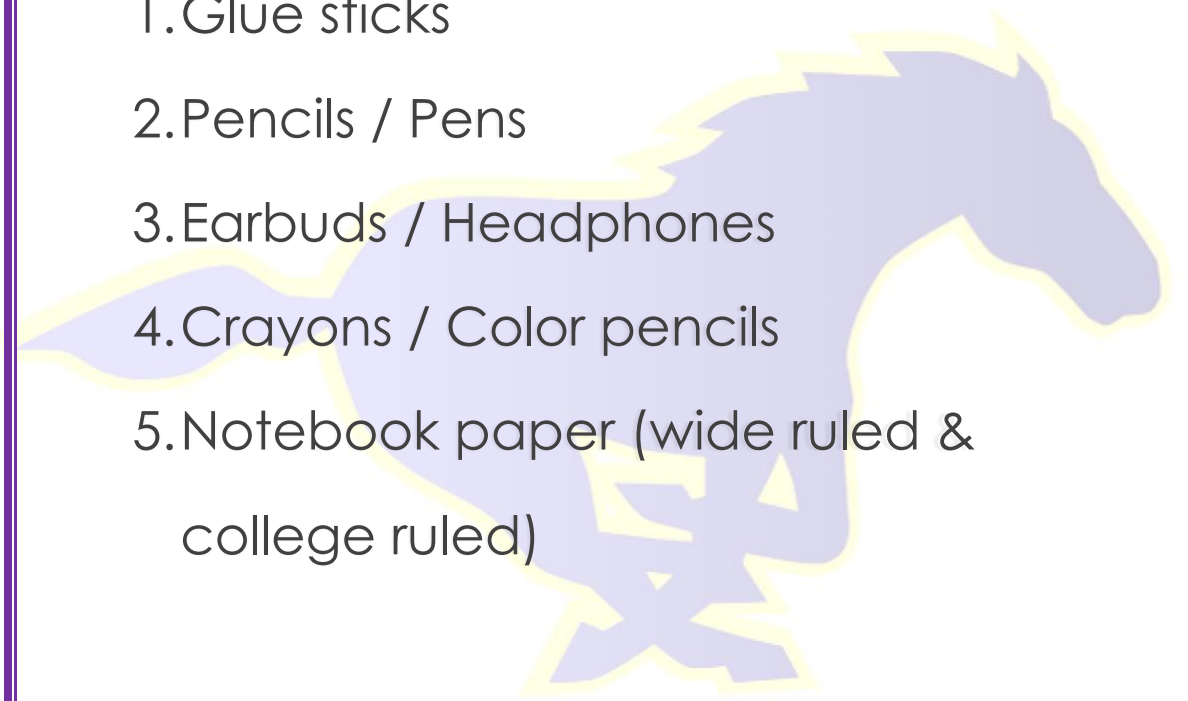 1.Glue sticks
2.Pencils / Pens
3.Earbuds / Headphones
4.Crayons / Color pencils
5.Notebook paper (wide ruled &
college ruled)